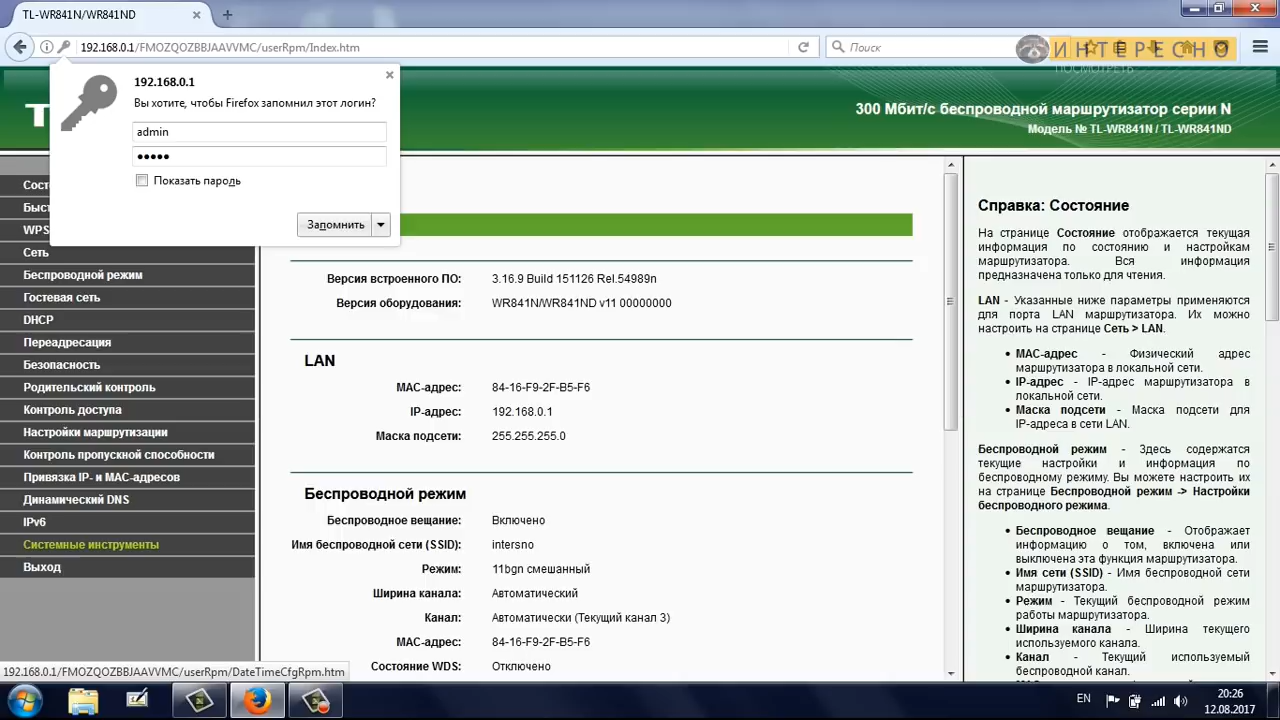 TL-WR841N/WR841ND
192.168.0.1/FMOZQOZBBJAAVVMC/userRpm/Index.htm
Поиск
ИНТЕРЕСНО
ПОСМОТРЕТЬ
192.168.0.1
Вы хотите, чтобы Firefox запомнил этот логин?
admin
•••••
Показать пароль
Запомнить
T
300 Мбит/с беспроводной маршрутизатор серии N
Модель № TL-WR841N / TL-WR841ND
WPS
Сеть
Беспроводной режим
Гостевая сеть
DHCP
Переадресация
Безопасность
Родительский контроль
Контроль доступа
Настройки маршрутизации
Контроль пропускной способности
Привязка IP- и MAC-адресов
Динамический DNS
IPv6
Системные инструменты
Выход
Версия встроенного ПО: 3.16.9 Build 151126 Rel.54989n
Версия оборудования: WR841N/WR841ND v11 00000000
LAN
MAC-адрес: 84-16-F9-2F-B5-F6
IP-адрес: 192.168.0.1
Маска подсети: 255.255.255.0
Беспроводной режим
Беспроводное вещание: Включено
Имя беспроводной сети (SSID): intersno
Режим: 11bgn смешанный
Ширина канала: Автоматический
Канал: Автоматически (Текущий канал 3)
MAC-адрес: 84-16-F9-2F-B5-F6
Состояние WDS: Отключено
Справка: Состояние
На странице Состояние отображается текущая
информация по состоянию и настройкам
маршрутизатора. Вся информация
предназначена только для чтения.
LAN - Указанные ниже параметры применяются
для порта LAN маршрутизатора. Их можно
настроить на странице Сеть > LAN.
• MAC-адрес - Физический адрес
маршрутизатора в локальной сети.
• IP-адрес - IP-адрес маршрутизатора в
локальной сети.
• Маска подсети - Маска подсети для
IP-адреса в сети LAN.
Беспроводной режим - Здесь содержатся
текущие настройки и информация по
беспроводному режиму. Вы можете настроить их
на странице Беспроводной режим -> Настройки
беспроводного режима.
• Беспроводное вещание - Отображает
информацию о том, включена или
выключена эта функция маршрутизатора.
• Имя сети (SSID) - Имя беспроводной сети
маршрутизатора.
• Режим - Текущий беспроводной режим
работы маршрутизатора.
• Ширина канала - Ширина текущего
используемого канала.
• Канал - Текущий используемый
беспроводной канал.
192.168.0.1/FMOZQOZBBJAAVVMC/userRpm/DateTimeCfgRpm.htm
EN
20:26
12.08.2017